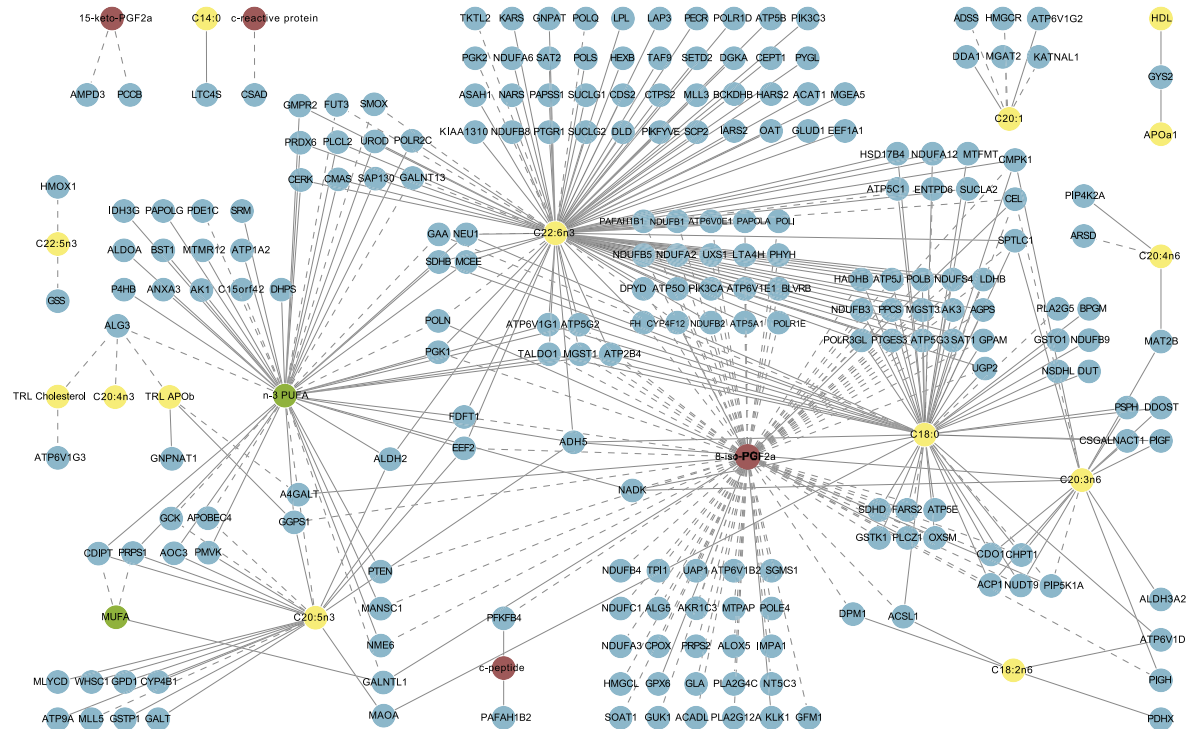 15-keto-PGF2a
C14:0
c-reactive protein
AMPD3 PCCB LTC4S CSAD
TKTL2 KARS GNPAT POLQ LPL LAP3 PECR POLR1D ATP5B PIK3C3
PGK2 NDUFA6 SAT2 POLS HEXB TAF9 SETD2 DGKA CEPT1 PYGL
ASAH1 NARS PAPSS1 SUCLG1 CDS2 CTPS2 MLL3 BCKDHB HARS2 ACAT1 MGEA5
KIAA1310 NDUFB8 PTGR1 SUCLG2 DLD PIKFYVE SCP2 IARS2 OAT GLUD1 EEF1A1
ADSS HMGCR ATP6V1G2
DDA1 MGAT2 KATNAL1
C20:1
HDL
GYS2
APOa1
GMPR2 FUT3 SMOX
PRDX6 PLCL2 UROD POLR2C
CERK CMAS SAP130 GALNT13
HMOX1
C22:5n3
GSS
IDH3G PAPOLG PDE1C SRM
ALDOA BST1 MTMR12 ATP1A2
P4HB ANXA3 AK1 C15orf42 DHPS
ALG3
TRL Cholesterol C20:4n3 TRL APOb
ATP6V1G3 GNPNAT1
n-3 PUFA
C22:6n3
GAA NEU1
SDHB MCEE
POLN
PGK1
PAFAH1B1 NDUFB1 ATP6V0E1 PAPOLA POLI
NDUFB5 NDUFA2 UXS1 LTA4H PHYH
DPYD ATP5O PIK3CA ATP6V1E1 BLVRB
FH CYP4F12 NDUFB2 ATP5A1 POLR1E
ATP6V1G1 ATP5G2
TALDO1 MGST1 ATP2B4
HSD17B4 NDUFA12 MTFMT CMPK1
ATP5C1 ENTPD6 SUCLA2 CEL
SPTLC1
PIP4K2A
ARSD
C20:4n6
MAT2B
HADHB ATP5J POLB NDUFS4 LDHB
NDUFB3 PPCS MGST3 AK3 AGPS
POLR3GL PTGES3 ATP5G3 SAT1 GPAM
UGP2
PLA2G5 BPGM
GSTO1 NDUFB9
NSDHL DUT
PSPH DDOST
CSGALNACT1 PIGF
C18:0
C20:3n6
FDFT1
EEF2
ADH5
ALDH2
8-iso-PGF2a
NADK
A4GALT
GGPS1
GCK APOBEC4
CDIPT PRPS1 AOC3 PMVK
MUFA
C20:5n3
PTEN
MANSC1
NME6
GALNTL1
MAOA
MLYCD WHSC1 GPD1 CYP4B1
ATP9A MLL5 GSTP1 GALT
PFKFB4
c-peptide
PAFAH1B2
SDHD FARS2 ATP5E
GSTK1 PLCZ1 OXSM
CDO1 CHPT1
ACP1 NUDT9 PIP5K1A
NDUFB4 TPI1 UAP1 ATP6V1B2 SGMS1
NDUFC1 ALG5 AKR1C3 MTPAP POLE4
NDUFA3 CPOX PRPS2 ALOX5 IMPA1
HMGCL GPX6 GLA PLA2G4C NT5C3
SOAT1 GUK1 ACADL PLA2G12A KLK1 GFM1
DPM1 ACSL1
C18:2n6
ALDH3A2
ATP6V1D
PIGH
PDHX